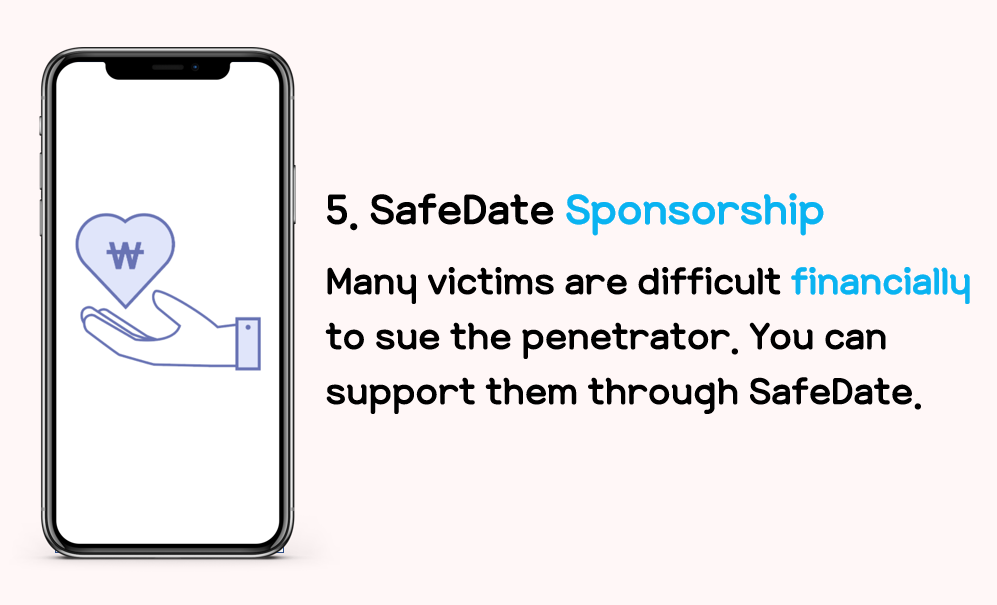 ₩
5. SafeDate Sponsorship
Many victims are difficult financially
to sue the penetrator. You can
support them through SafeDate.